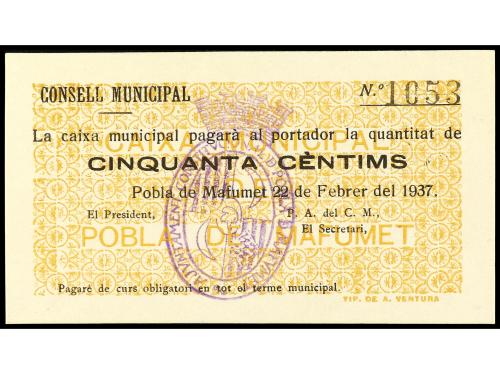 CONSELL MUNICIPAL
N.º 1053
CAIXA MUNICIPAL
La caixa municipal pagarà al portador la quantitat de
CINQUANTA CÈNTIMS
Pobla de Mafumet 22 de Febrer del 1937.
El President,
P. A. del C. M.,
El Secretari,
POBLA DE MAFUMET
Pagaré de curs obligatori en tot el terme municipal.
TIP. DE A. VENTURA